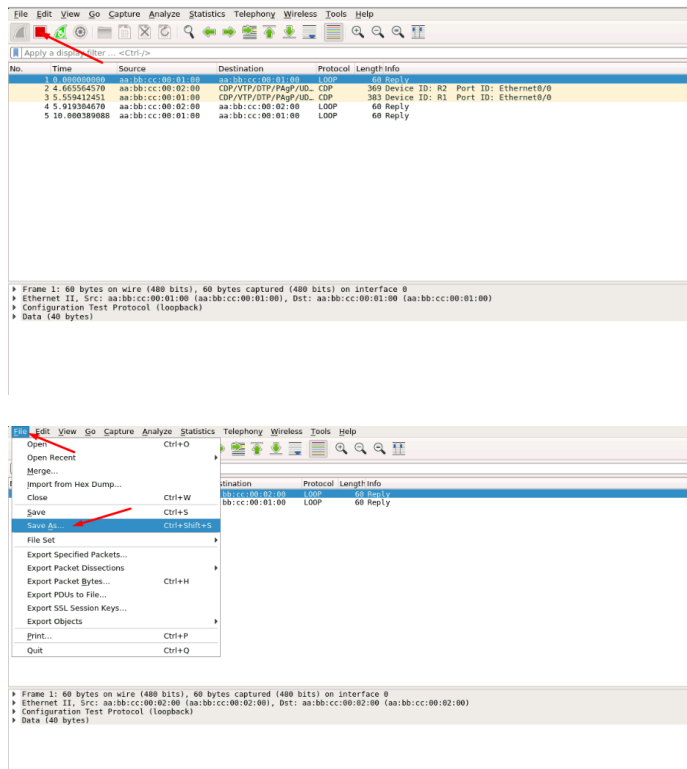 File Edit View Go Capture Analyze Statistics Telephony Wireless Tools Help
Apply a display filter ... <Ctrl-/>
No. Time Source Destination Protocol Length Info
1 0.000000000 aa:bb:cc:00:01:00 aa:bb:cc:00:01:00 LOOP 60 Reply
2 4.665564570 aa:bb:cc:00:02:00 CDP/VTP/DTP/PAgP/UD… CDP 369 Device ID: R2 Port ID: Ethernet0/0
3 5.559412451 aa:bb:cc:00:01:00 CDP/VTP/DTP/PAgP/UD… CDP 383 Device ID: R1 Port ID: Ethernet0/0
4 5.919304670 aa:bb:cc:00:02:00 aa:bb:cc:00:02:00 LOOP 60 Reply
5 10.000389088 aa:bb:cc:00:01:00 aa:bb:cc:00:01:00 LOOP 60 Reply
Frame 1: 60 bytes on wire (480 bits), 60 bytes captured (480 bits) on interface 0
Ethernet II, Src: aa:bb:cc:00:01:00 (aa:bb:cc:00:01:00), Dst: aa:bb:cc:00:01:00 (aa:bb:cc:00:01:00)
Configuration Test Protocol (loopback)
Data (40 bytes)
File Edit View Go Capture Analyze Statistics Telephony Wireless Tools Help
Open Ctrl+O
Open Recent
Merge...
Import from Hex Dump...
Close Ctrl+W
Save Ctrl+S
Save As... Ctrl+Shift+S
File Set
Export Specified Packets...
Export Packet Dissections
Export Packet Bytes... Ctrl+H
Export PDUs to File...
Export SSL Session Keys...
Export Objects
Print... Ctrl+P
Quit Ctrl+Q
stination Protocol Length Info
bb:cc:00:02:00 LOOP 60 Reply
bb:cc:00:01:00 LOOP 60 Reply
Frame 1: 60 bytes on wire (480 bits), 60 bytes captured (480 bits) on interface 0
Ethernet II, Src: aa:bb:cc:00:02:00 (aa:bb:cc:00:02:00), Dst: aa:bb:cc:00:02:00 (aa:bb:cc:00:02:00)
Configuration Test Protocol (loopback)
Data (40 bytes)